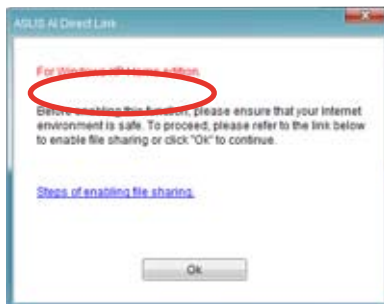 ASUS AI Direct Link
For Windows XP Home edition
Before enabling this function, please ensure that your Internet
environment is safe. To proceed, please refer to the link below
to enable file sharing or click "Ok" to continue.
Steps of enabling file sharing.
Ok